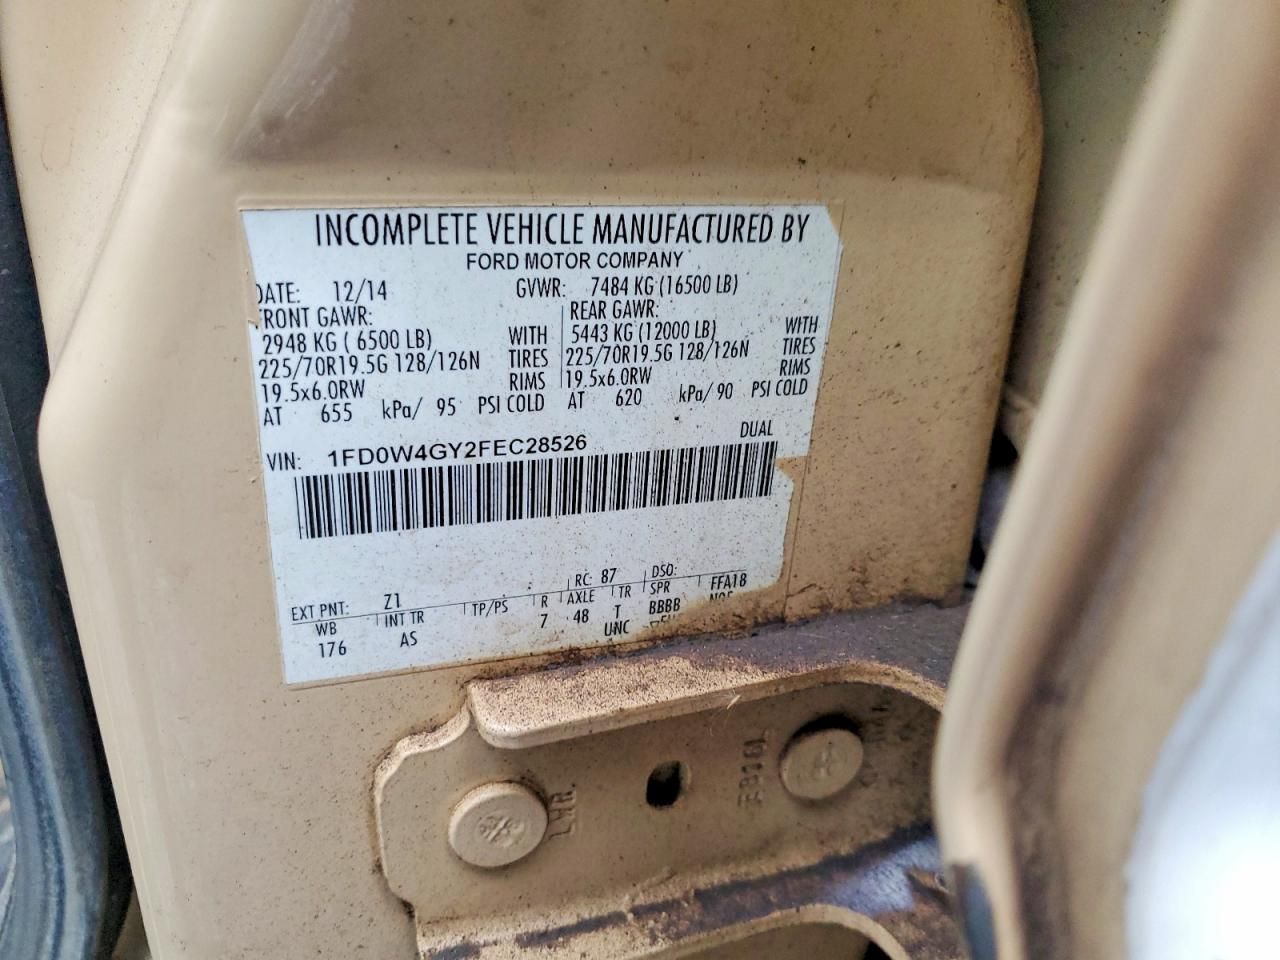 INCOMPLETE VEHICLE MANUFACTURED BY
FORD MOTOR COMPANY
DATE: 12/14 GVWR: 7484 KG (16500 LB)
FRONT GAWR: REAR GAWR:
2948 KG ( 6500 LB) WITH 5443 KG (12000 LB) WITH
225/70R19.5G 128/126N TIRES 225/70R19.5G 128/126N TIRES
19.5x6.0RW RIMS 19.5x6.0RW RIMS
AT 655 kPa/ 95 PSI COLD AT 620 kPa/ 90 PSI COLD
VIN: 1FD0W4GY2FEC28526 DUAL
RC: 87 DSO:
EXT PNT: Z1 TP/PS R AXLE TR SPR FFA18
WB INT TR 7 48 T BBBB
176 AS UNC
LWR.